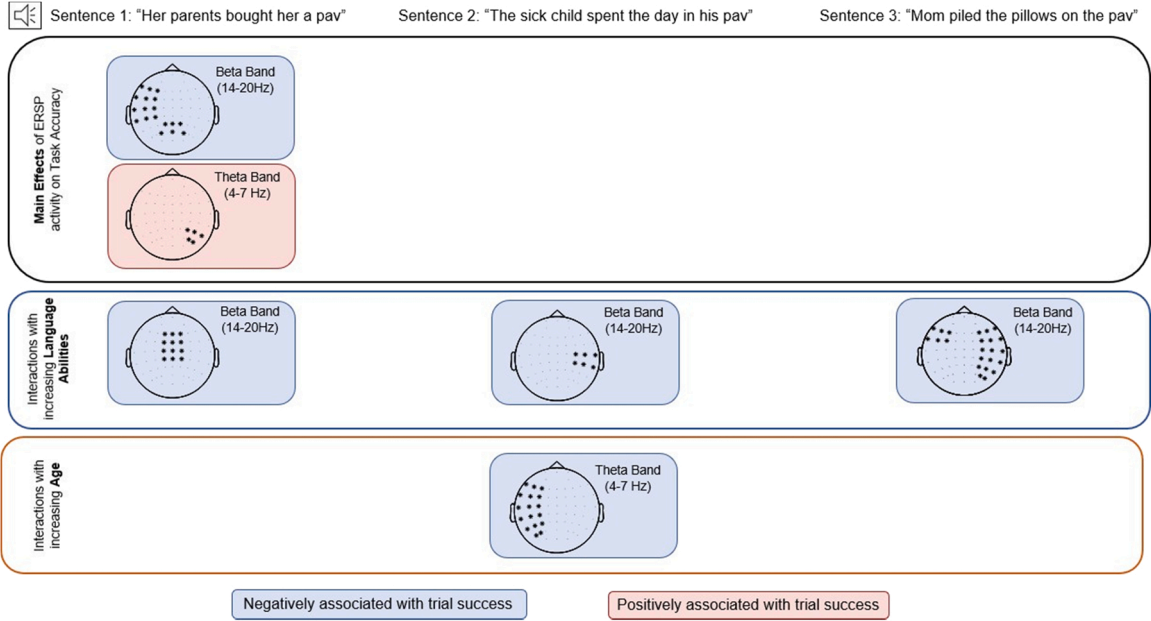 Sentence 1: “Her parents bought her a pav”
Sentence 2: “The sick child spent the day in his pav”
Sentence 3: “Mom piled the pillows on the pav”
Main Effects of ERSP
activity on Task Accuracy
Beta Band
(14-20Hz)
Theta Band
(4-7 Hz)
Interactions with
increasing Language
Abilities
Beta Band
(14-20Hz)
Beta Band
(14-20Hz)
Beta Band
(14-20Hz)
Interactions with
increasing Age
Theta Band
(4-7 Hz)
Negatively associated with trial success
Positively associated with trial success